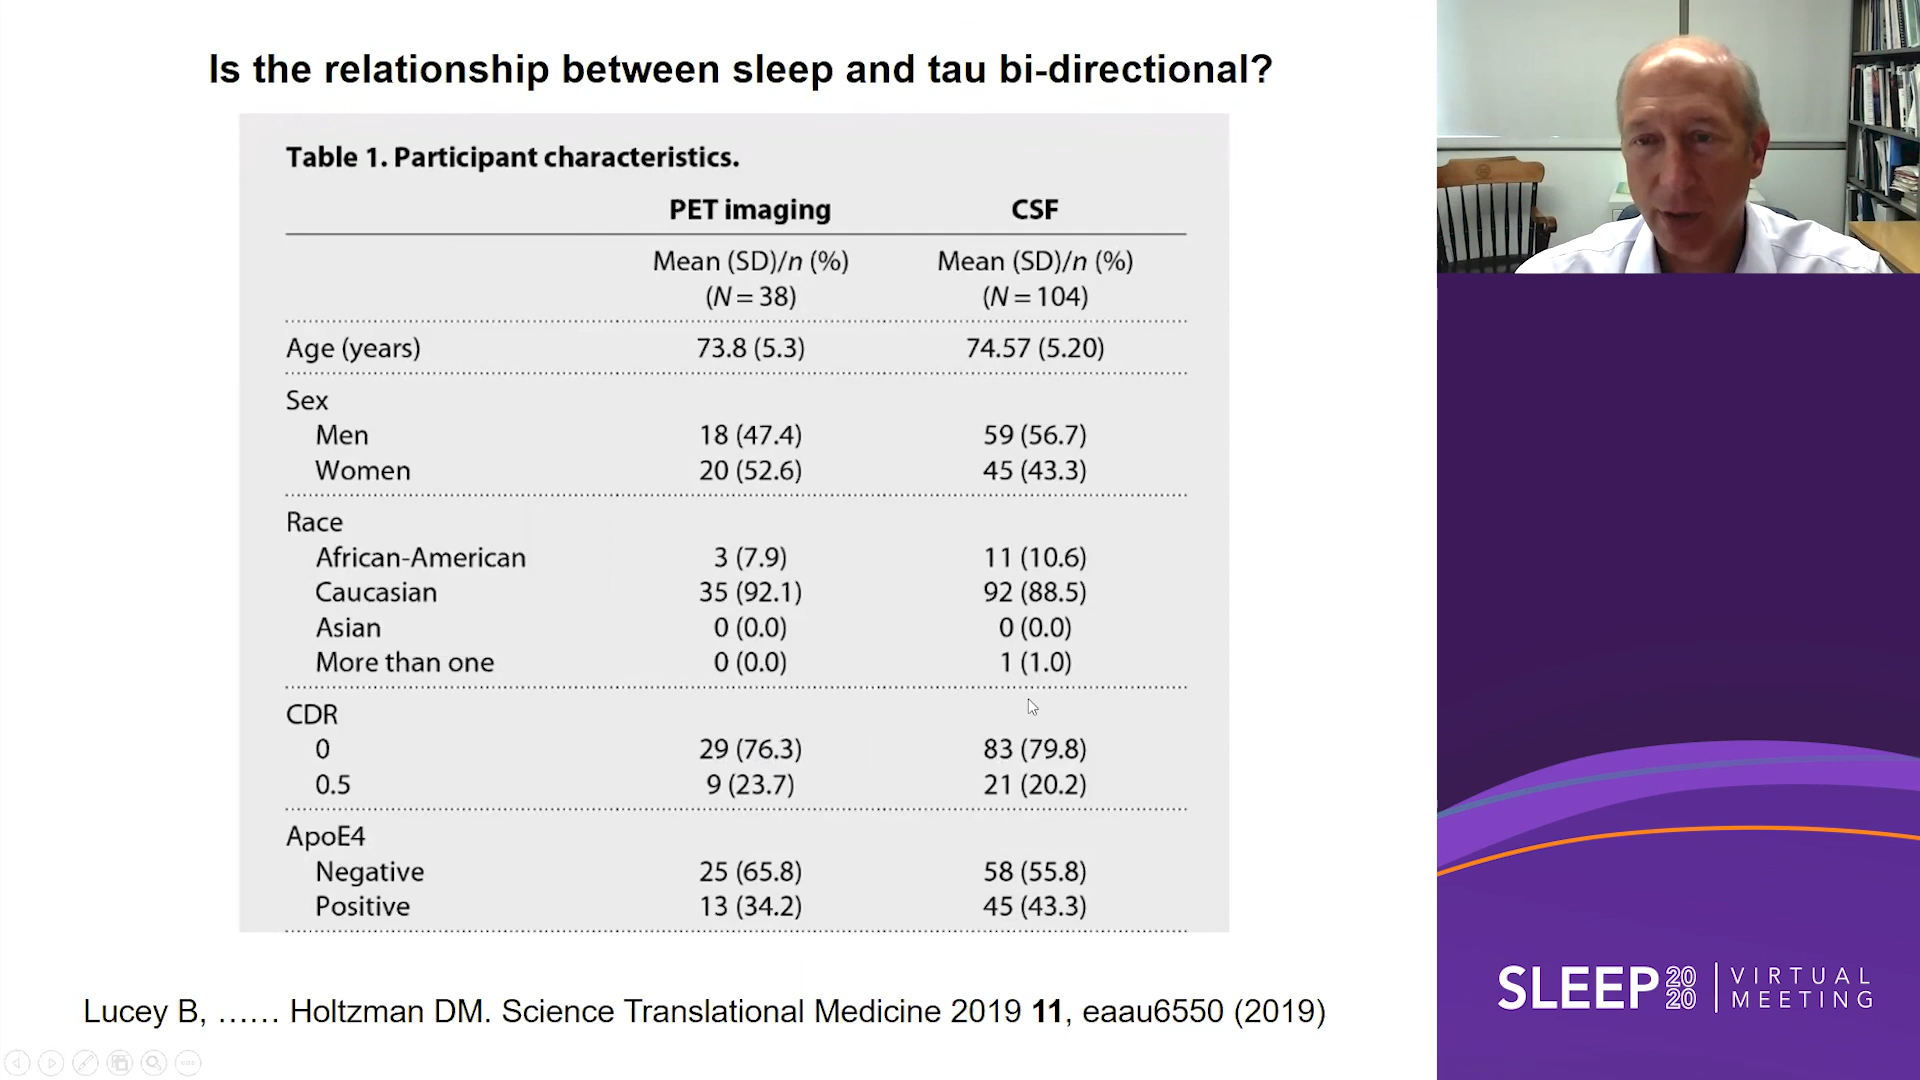 Is the relationship between sleep and tau bi-directional?
Table 1. Participant characteristics.
PET imaging CSF
Mean (SD)/n (%) Mean (SD)/n (%)
(N = 38) (N = 104)
Age (years) 73.8 (5.3) 74.57 (5.20)
Sex
Men 18 (47.4) 59 (56.7)
Women 20 (52.6) 45 (43.3)
Race
African-American 3 (7.9) 11 (10.6)
Caucasian 35 (92.1) 92 (88.5)
Asian 0 (0.0) 0 (0.0)
More than one 0 (0.0) 1 (1.0)
CDR
0 29 (76.3) 83 (79.8)
0.5 9 (23.7) 21 (20.2)
ApoE4
Negative 25 (65.8) 58 (55.8)
Positive 13 (34.2) 45 (43.3)
Lucey B, …… Holtzman DM. Science Translational Medicine 2019 11, eaau6550 (2019)
SLEEP 2020 | VIRTUAL
MEETING